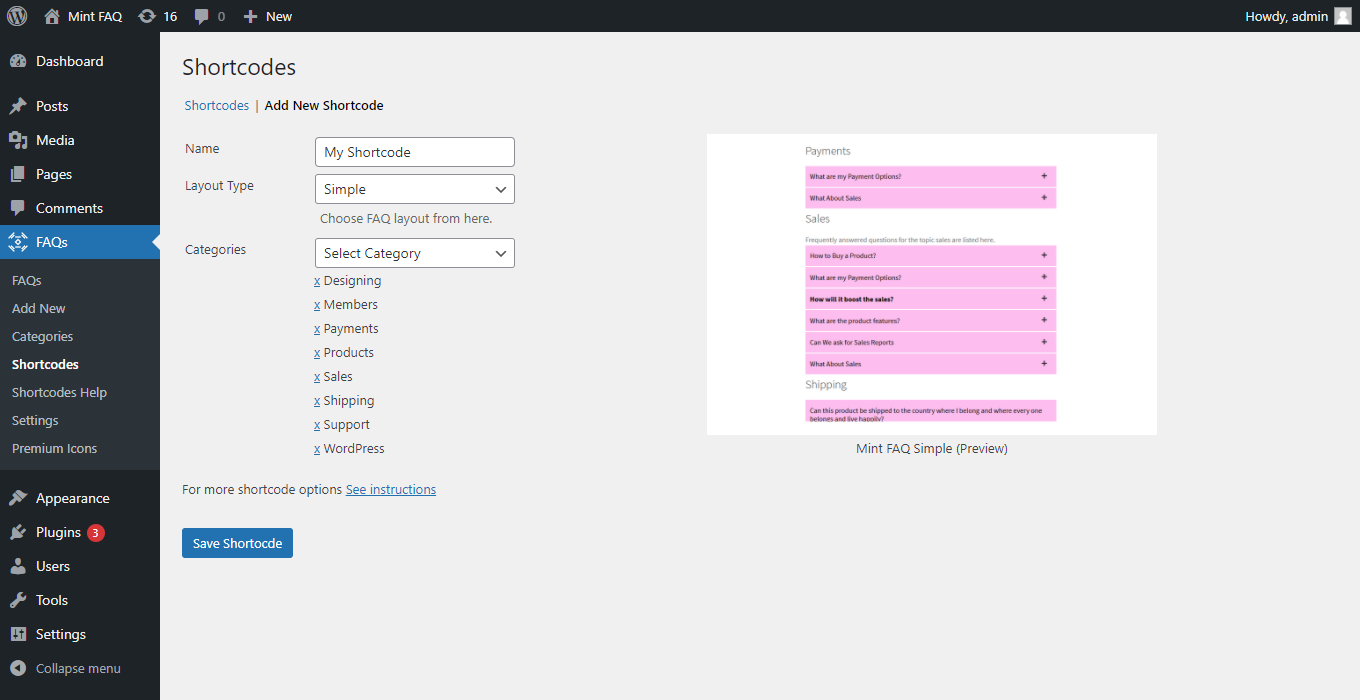 Mint FAQ 16 0 New Howdy, admin
Dashboard
Posts
Media
Pages
Comments
FAQs
FAQs
Add New
Categories
Shortcodes
Shortcodes Help
Settings
Premium Icons
Appearance
Plugins 3
Users
Tools
Settings
Collapse menu
Shortcodes
Shortcodes | Add New Shortcode
Name My Shortcode
Layout Type Simple
Choose FAQ layout from here.
Categories Select Category
x Designing
x Members
x Payments
x Products
x Sales
x Shipping
x Support
x WordPress
For more shortcode options See instructions
Save Shortocde
Payments
What are my Payment Options? +
What About Sales +
Sales
Frequently answered questions for the topic sales are listed here.
How to Buy a Product? +
What are my Payment Options? +
How will it boost the sales? +
What are the product features? +
Can We ask for Sales Reports +
What About Sales +
Shipping
Can this product be shipped to the country where I belong and where every one
belongs and live happily?
Mint FAQ Simple (Preview)